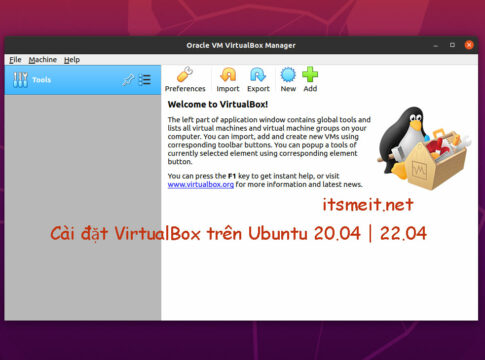 Oracle VM VirtualBox Manager
File Machine Help
Tools
Preferences Import Export New Add
Welcome to VirtualBox!
The left part of application window contains global tools and
lists all virtual machines and virtual machine groups on your
computer. You can import, add and create new VMs using
corresponding toolbar buttons. You can popup a tools of
currently selected element using corresponding element
button.
You can press the F1 key to get instant help, or visit
www.virtualbox.org for more information and latest news.
itsmeit.net
Cài đặt VirtualBox trên Ubuntu 20.04 | 22.04